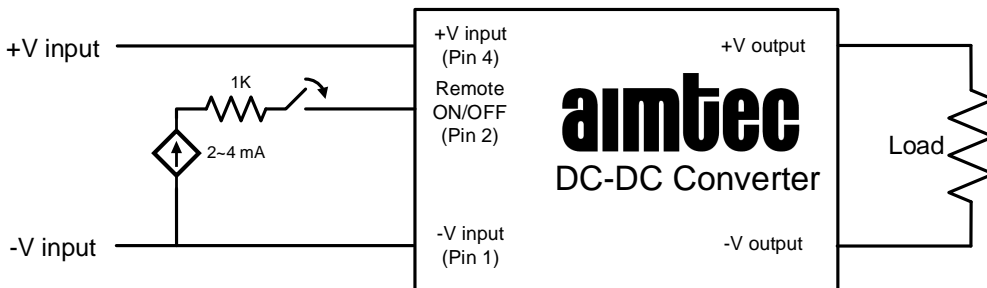 +V input
-V input
1K
2~4 mA
+V input
(Pin 4)
Remote
ON/OFF
(Pin 2)
-V input
(Pin 1)
aimtec
DC-DC Converter
+V output
-V output
Load